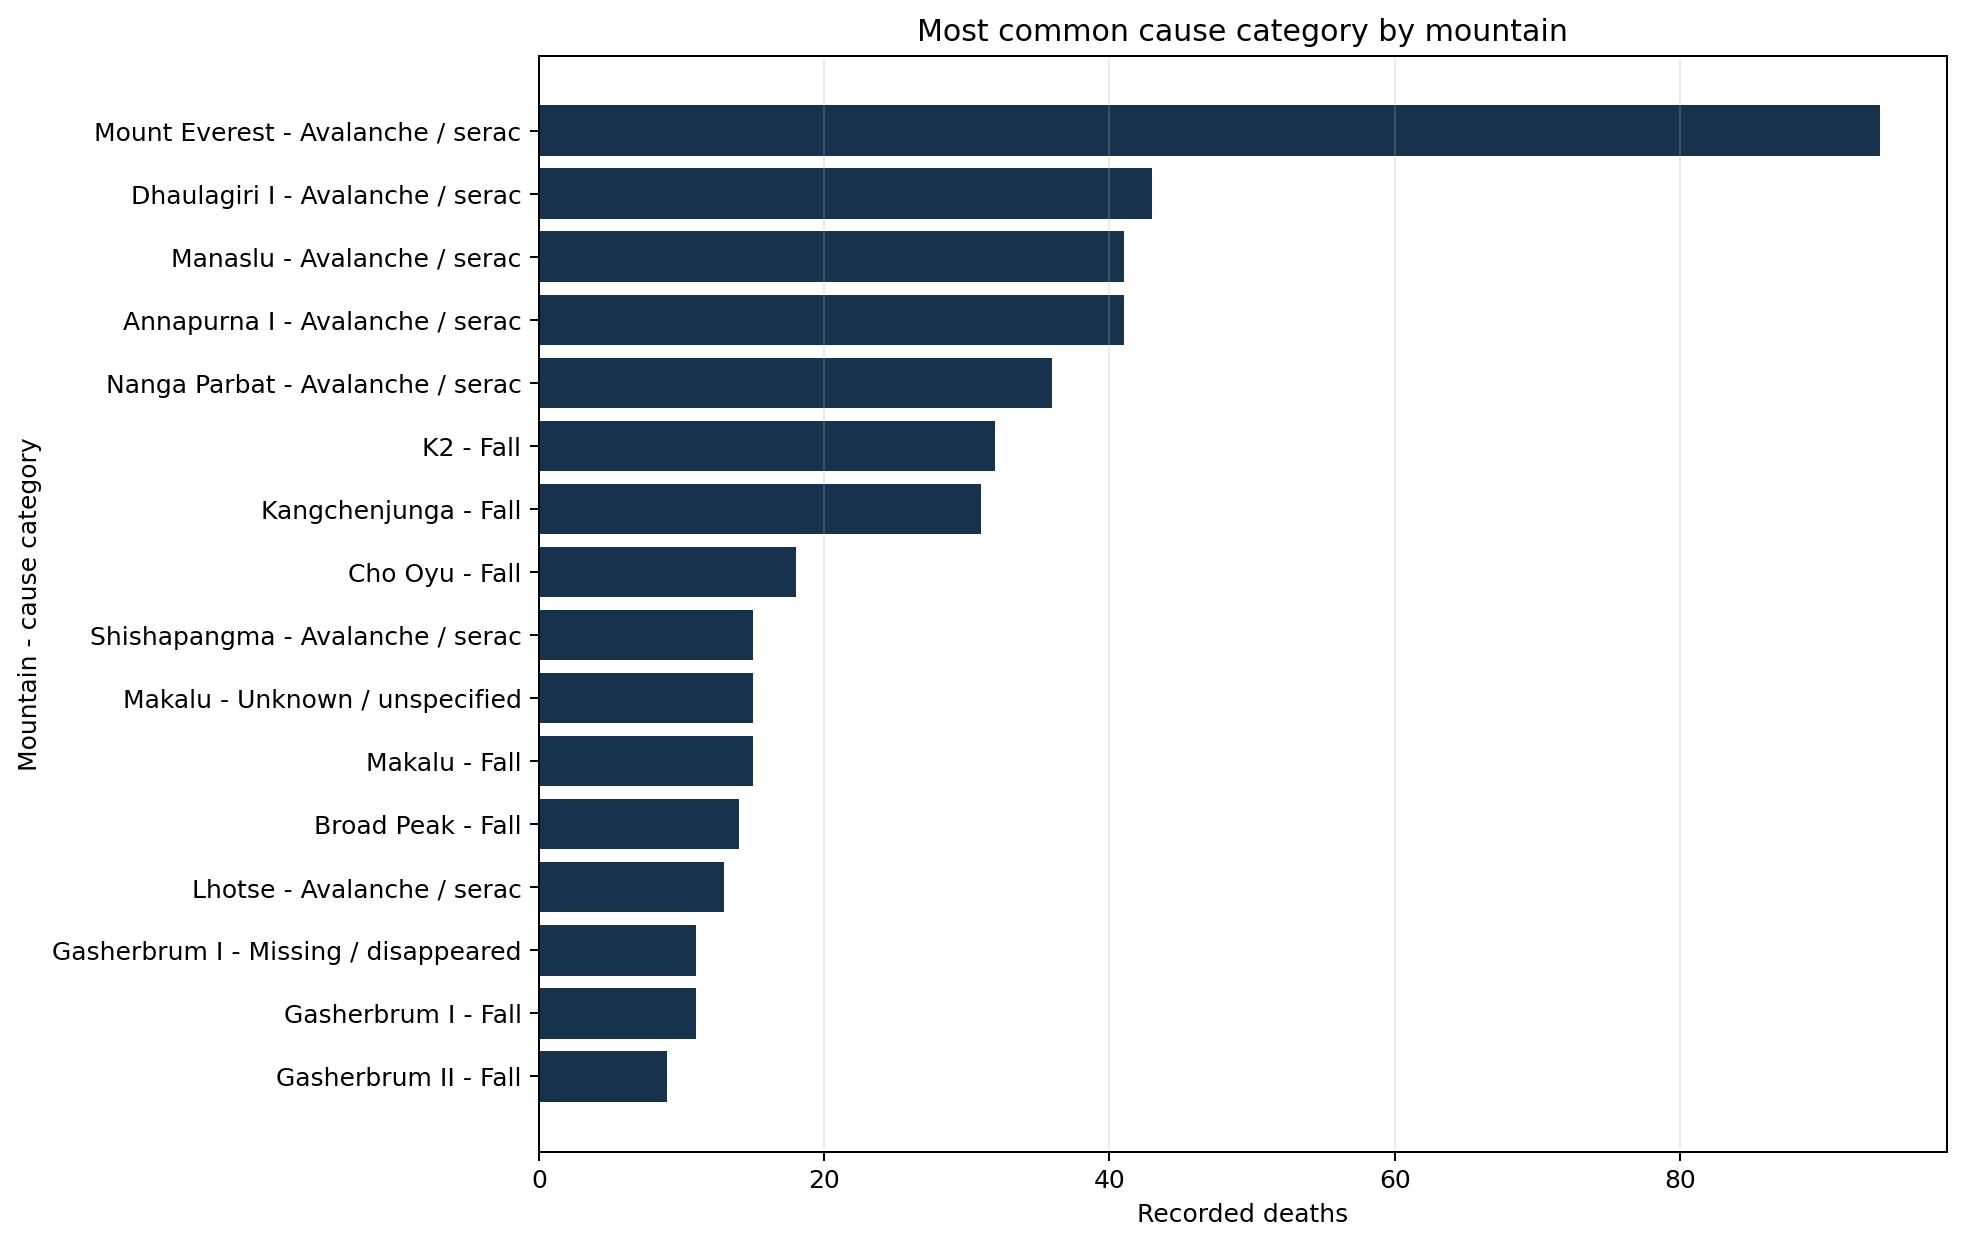 Most common cause category by mountain
Mountain - cause category
Mount Everest - Avalanche / serac
Dhaulagiri I - Avalanche / serac
Manaslu - Avalanche / serac
Annapurna I - Avalanche / serac
Nanga Parbat - Avalanche / serac
K2 - Fall
Kangchenjunga - Fall
Cho Oyu - Fall
Shishapangma - Avalanche / serac
Makalu - Unknown / unspecified
Makalu - Fall
Broad Peak - Fall
Lhotse - Avalanche / serac
Gasherbrum I - Missing / disappeared
Gasherbrum I - Fall
Gasherbrum II - Fall
0 20 40 60 80
Recorded deaths